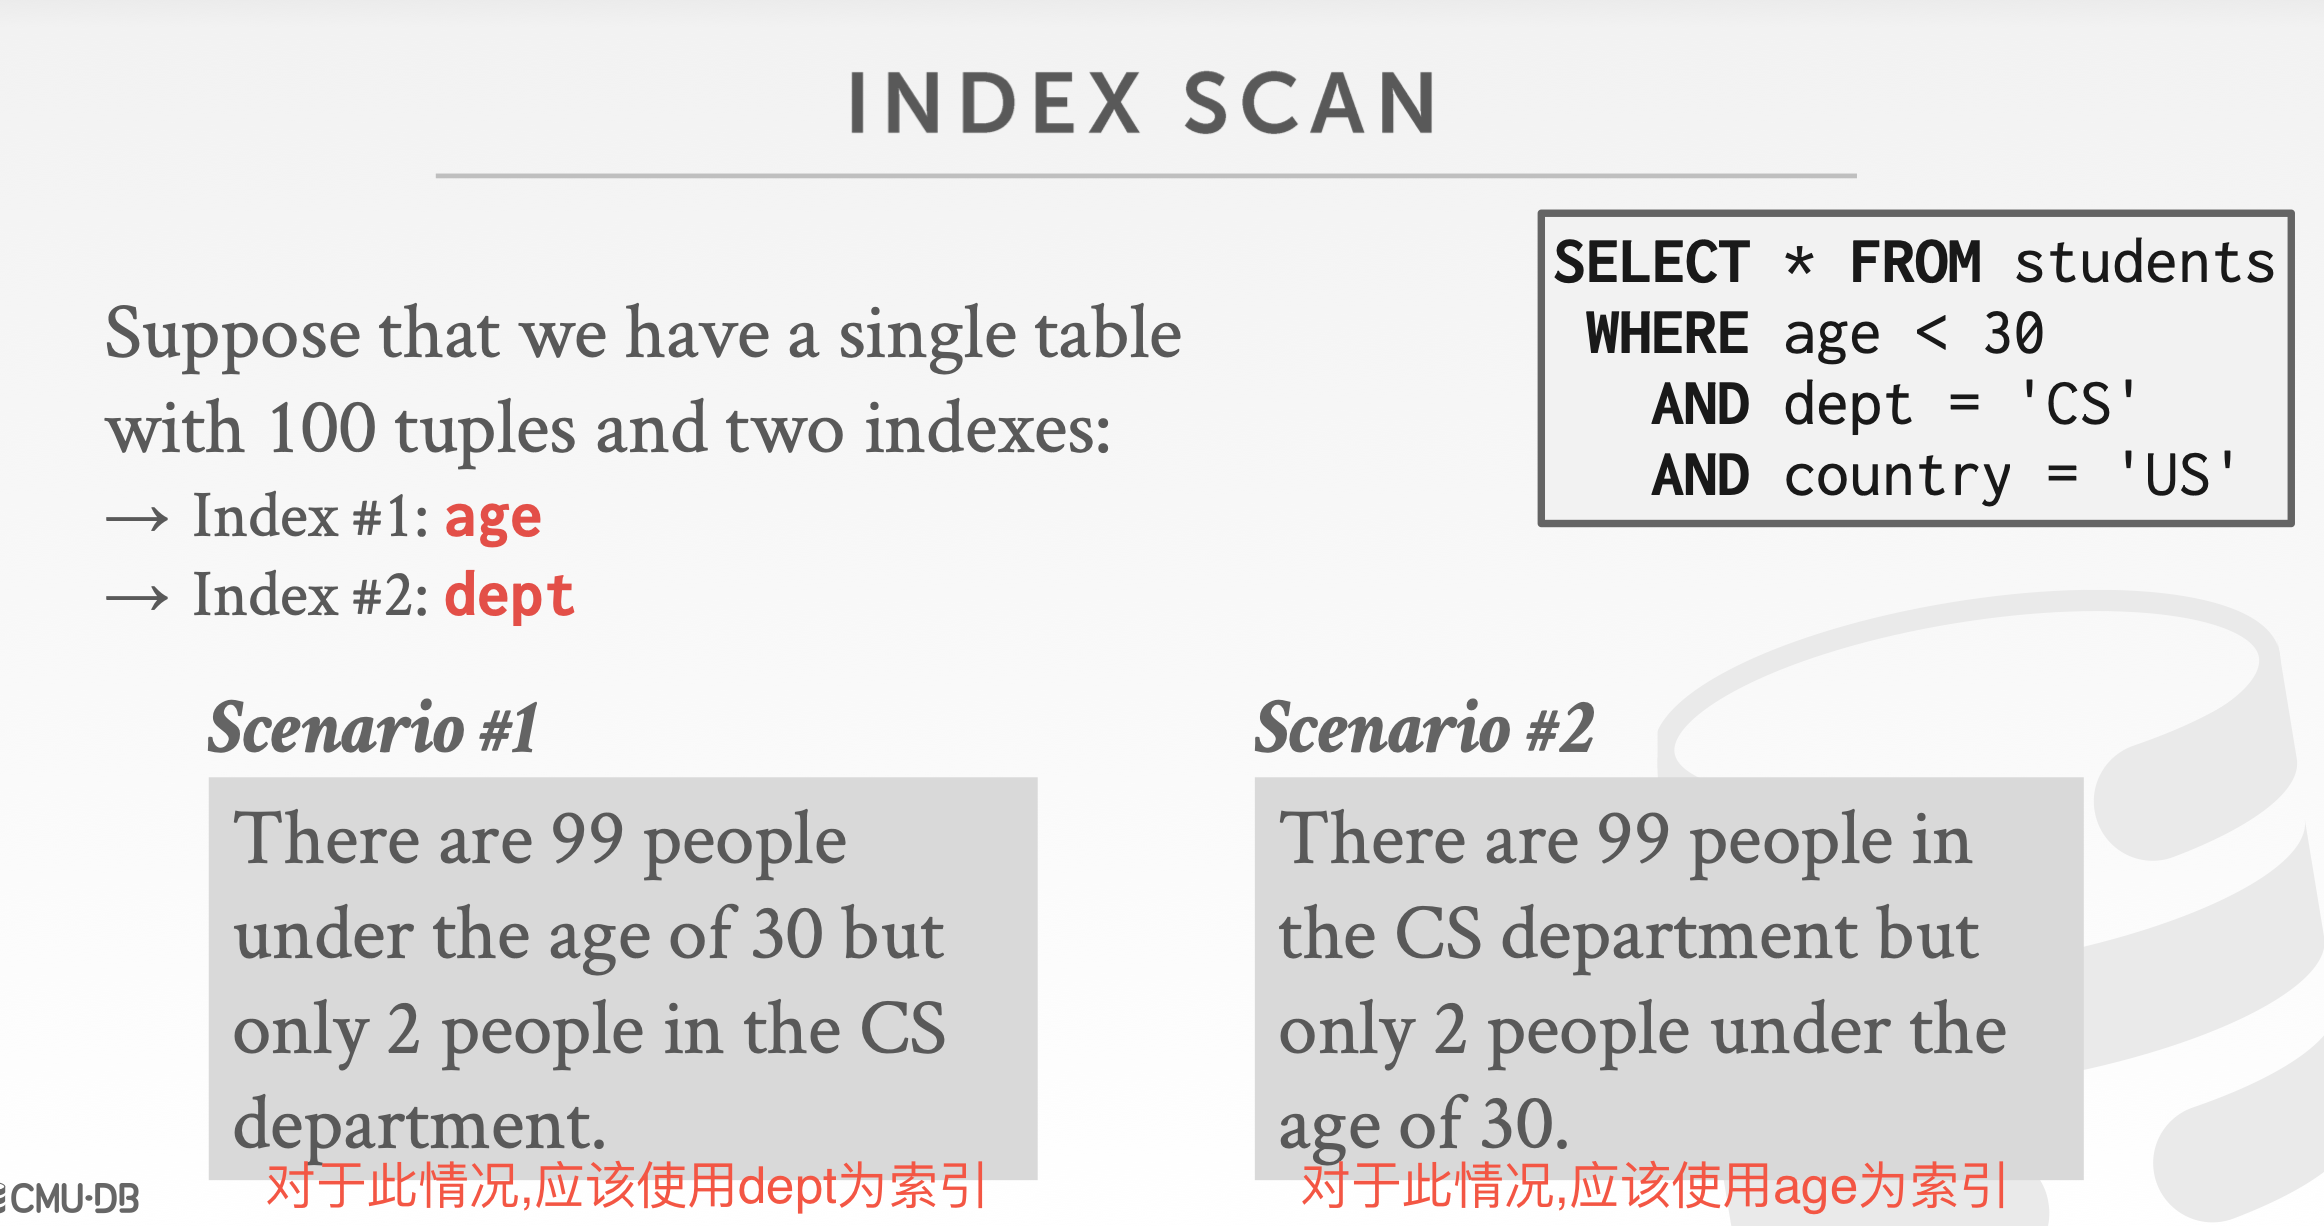 INDEX SCAN
SELECT * FROM students
WHERE age < 30
AND dept = 'CS'
AND country = 'US'
Suppose that we have a single table
with 100 tuples and two indexes:
→ Index #1: age
→ Index #2: dept
Scenario #1
There are 99 people
under the age of 30 but
only 2 people in the CS
department.
对于此情况,应该使用dept为索引
Scenario #2
There are 99 people in
the CS department but
only 2 people under the
age of 30.
对于此情况,应该使用age为索引
CMU·DB